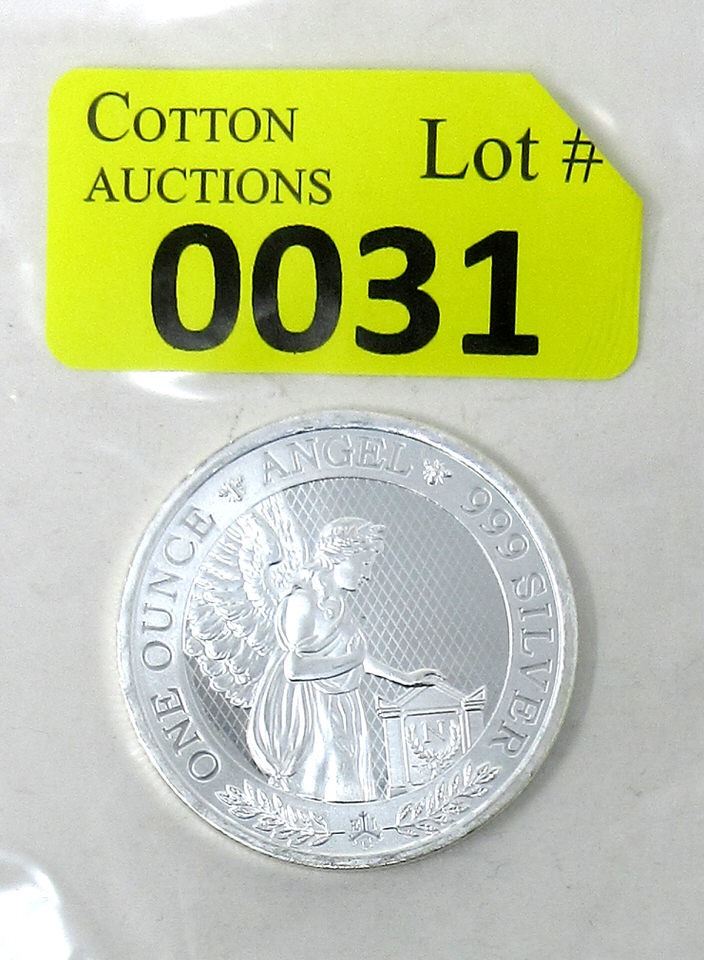 COTTON
AUCTIONS
Lot #
0031
ONE OUNCE ANGEL 999 SILVER
N